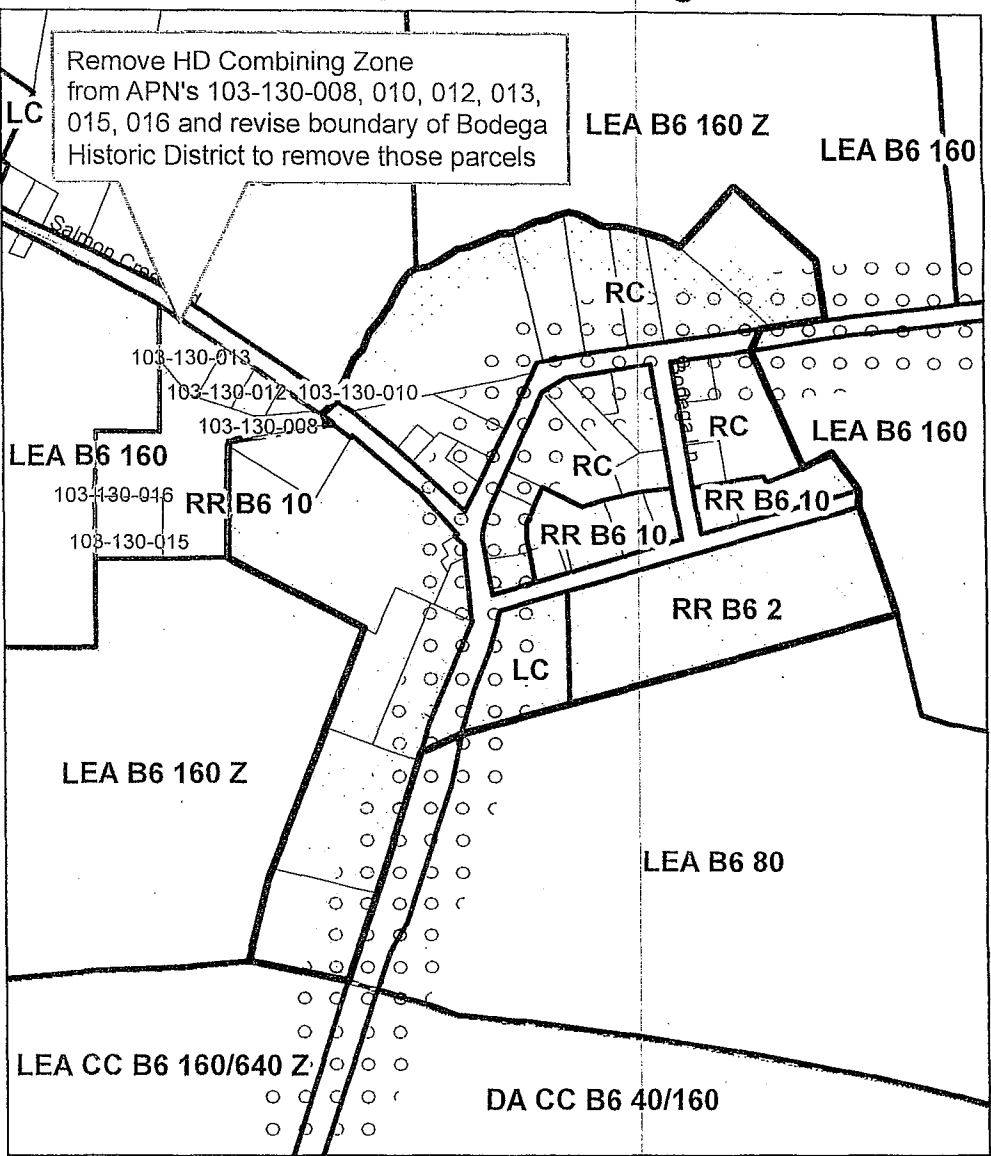 Remove HD Combining Zone
from APN's 103-130-008, 010, 012, 013,
015, 016 and revise boundary of Bodega
Historic District to remove those parcels
LC
LEA B6 160 Z
LEA B6 160
Salmon
RC
103-130-013
103-130-012
103-130-010
103-130-008
RC
LEA B6 160
LEA B6 160
RC
103-130-016
RR B6 10
RR B6 10
RR B6 10
103-130-015
RR B6 2
LC
LEA B6 160 Z
LEA B6 80
LEA CC B6 160/640 Z
DA CC B6 40/160